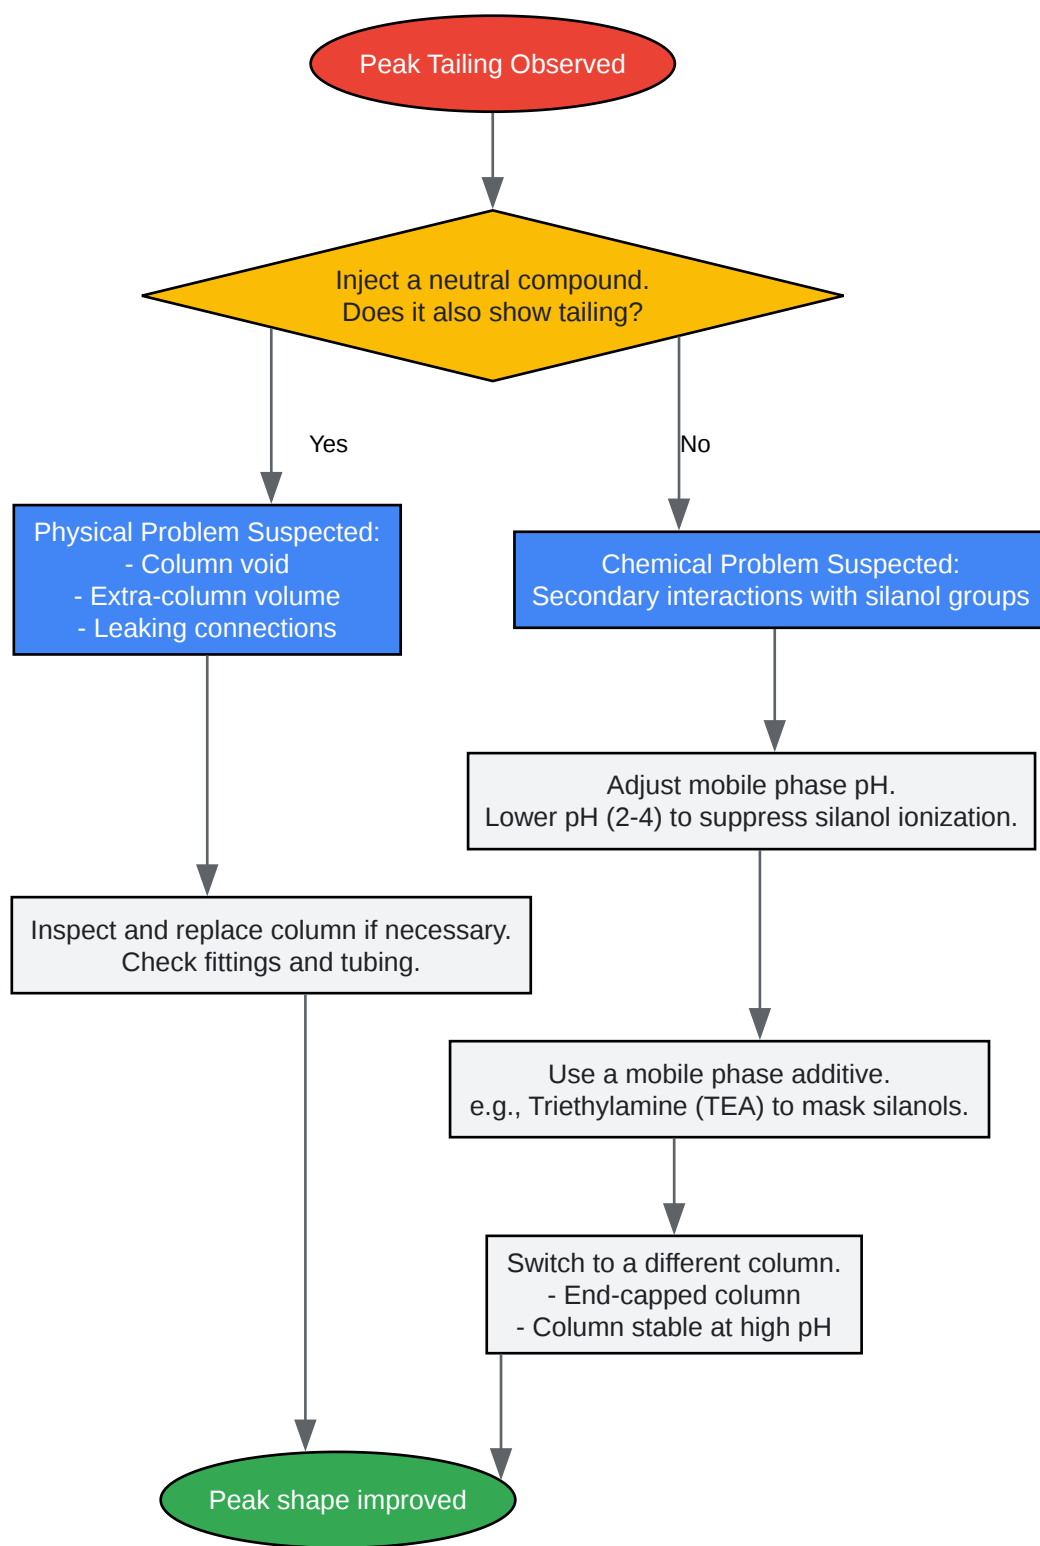 Peak Tailing Observed
Inject a neutral compound.
Does it also show tailing?
Yes
No
Physical Problem Suspected:
- Column void
- Extra-column volume
- Leaking connections
Chemical Problem Suspected:
Secondary interactions with silanol groups
Adjust mobile phase pH.
Lower pH (2-4) to suppress silanol ionization.
Inspect and replace column if necessary.
Check fittings and tubing.
Use a mobile phase additive.
e.g., Triethylamine (TEA) to mask silanols.
Switch to a different column.
- End-capped column
- Column stable at high pH
Peak shape improved